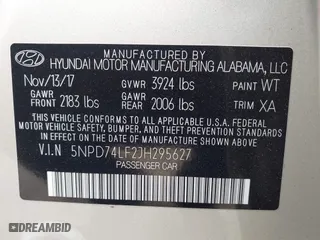 MANUFACTURED BY
HYUNDAI MOTOR MANUFACTURING ALABAMA, LLC
Nov/13/17 GVWR 3924 lbs PAINT WT
GAWR FRONT 2183 lbs GAWR REAR 2006 lbs TRIM XA
THIS VEHICLE CONFORMS TO ALL APPLICABLE U.S. FEDERAL MOTOR VEHICLE SAFETY, BUMPER, AND THEFT PREVENTION STANDARDS IN EFFECT ON THE DATE OF MANUFACTURE SHOWN ABOVE.
V.I.N 5NPD74LF2JH295627
PASSENGER CAR